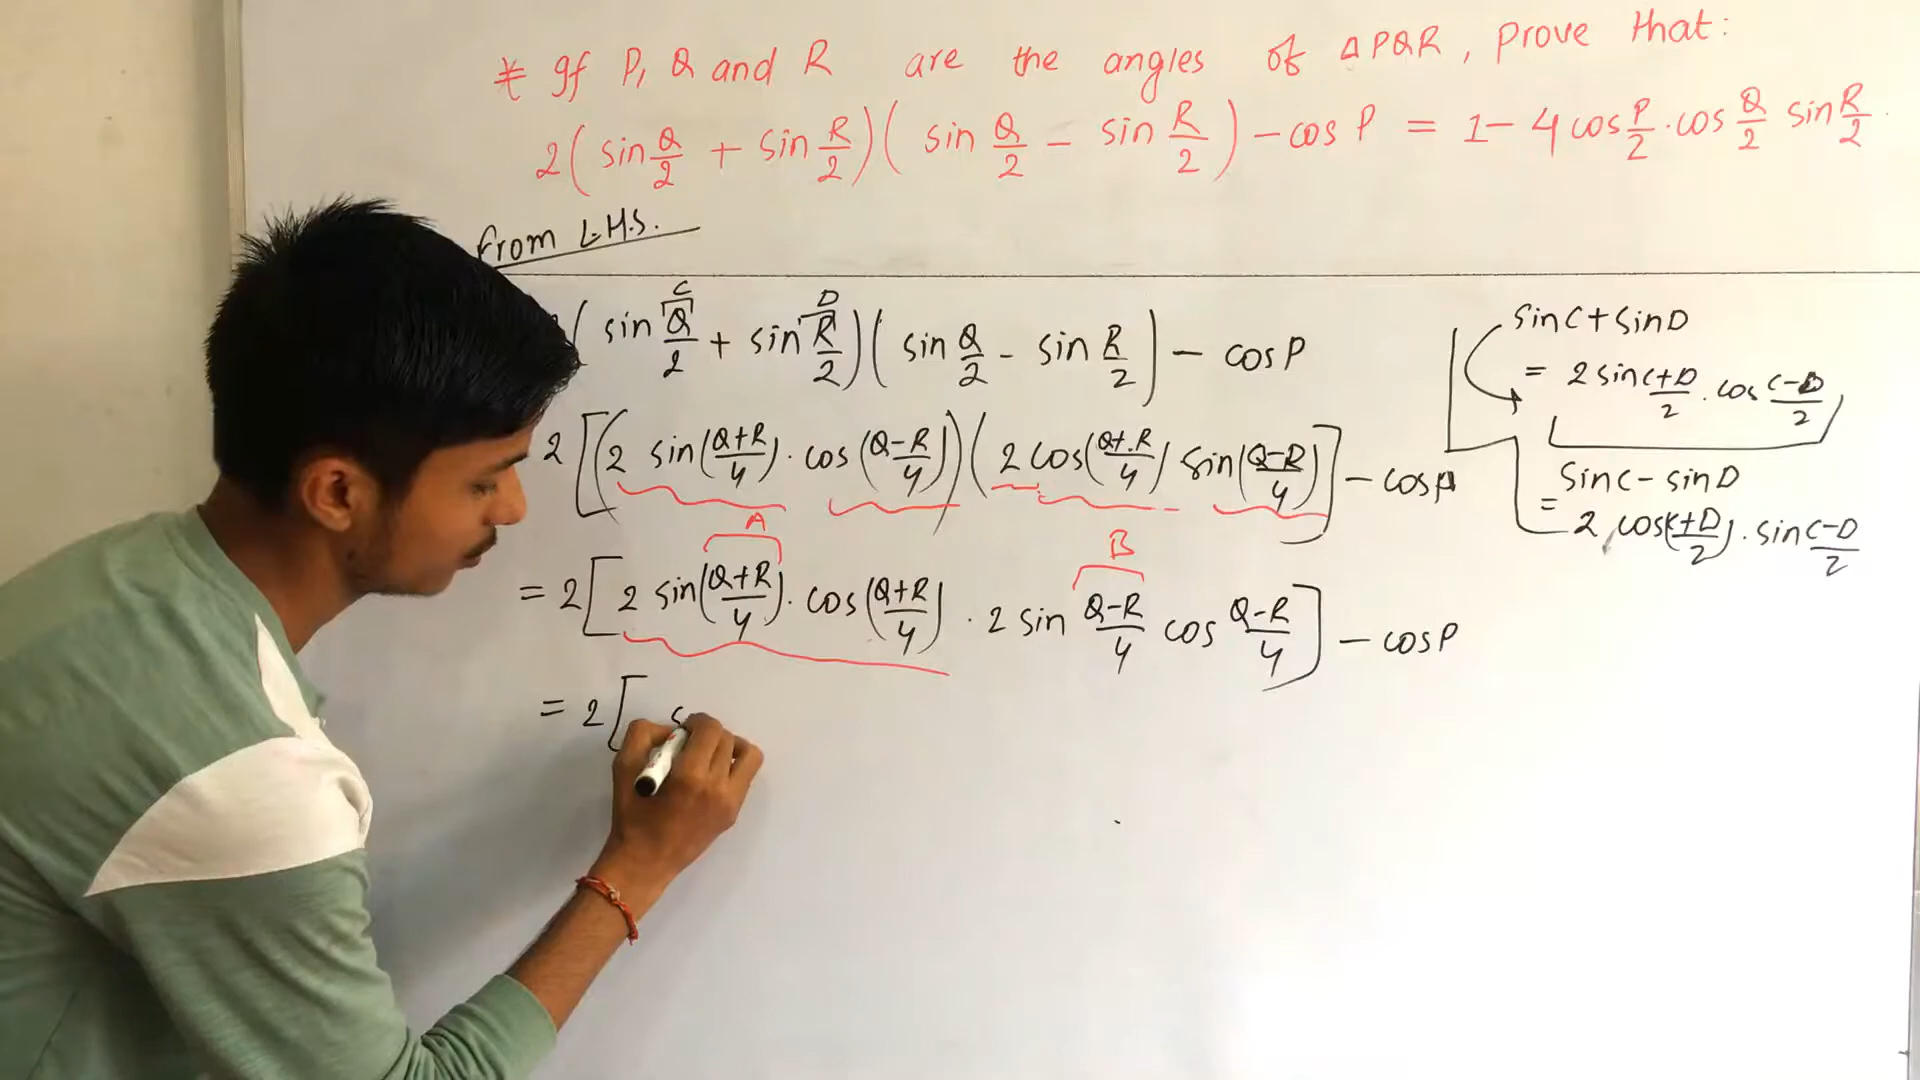 * If P, Q and R are the angles of ΔPQR, prove that:
2(sin Q/2 + sin R/2)(sin Q/2 - sin R/2) - cos P = 1 - 4 cos P/2 . cos Q/2 sin R/2 .
From L.H.S.
C D
(sin Q/2 + sin R/2)(sin Q/2 - sin R/2) - cos P
2[(2 sin(Q+R/4) . cos(Q-R/4))(2 cos(Q+R/4) sin(Q-R/4)] - cos P
A B
= 2[2 sin(Q+R/4) . cos(Q+R/4) . 2 sin Q-R/4 cos Q-R/4] - cos P
= 2[ s
sin C + sin D
= 2 sin C+D/2 . cos C-D/2
sin C - sin D
= 2 cos(C+D/2) . sin C-D/2